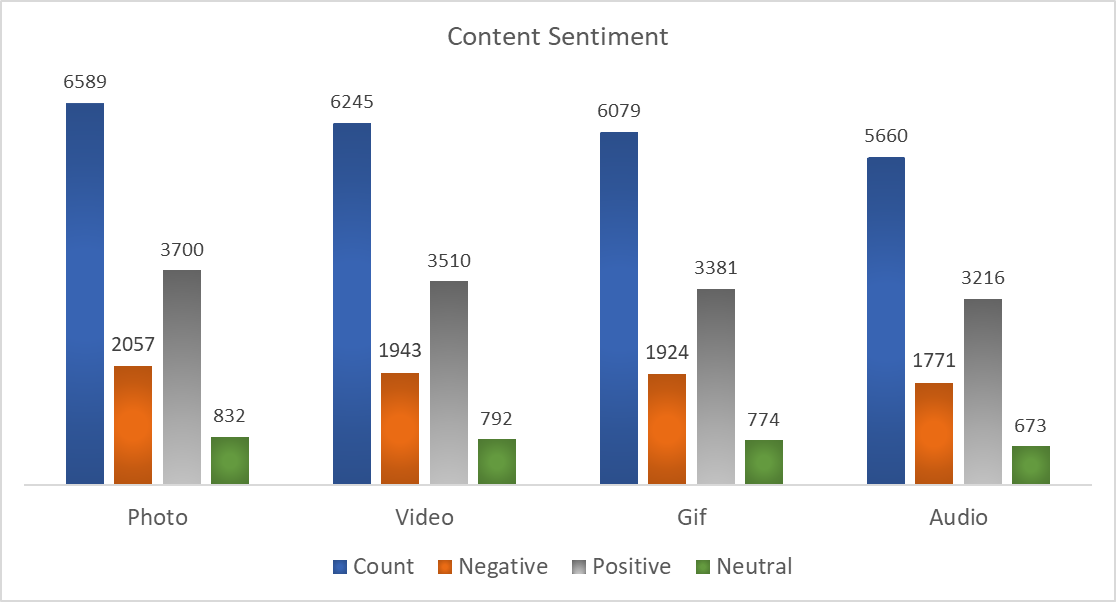 Content Sentiment
6589
6245
6079
5660
3700
3510
3381
3216
2057
1943
1924
1771
832
792
774
673
Photo
Video
Gif
Audio
Count
Negative
Positive
Neutral